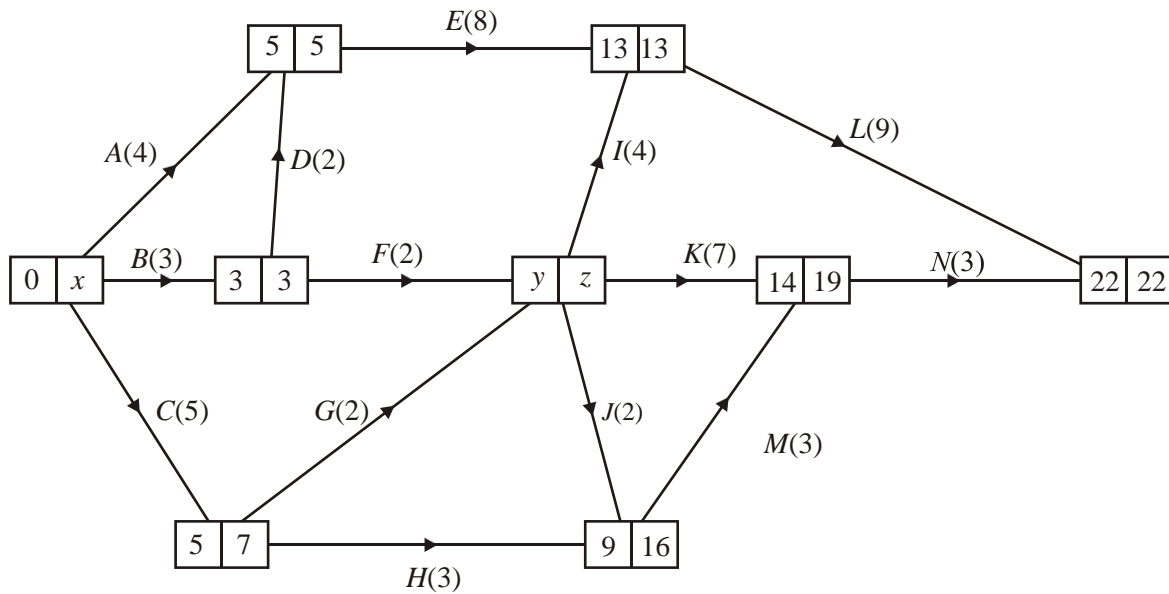 E(8)
5 5
13 13
L(9)
A(4)
D(2)
I(4)
B(3)
F(2)
K(7)
N(3)
0 x
3 3
y z
14 19
22 22
C(5)
G(2)
J(2)
M(3)
5 7
9 16
H(3)